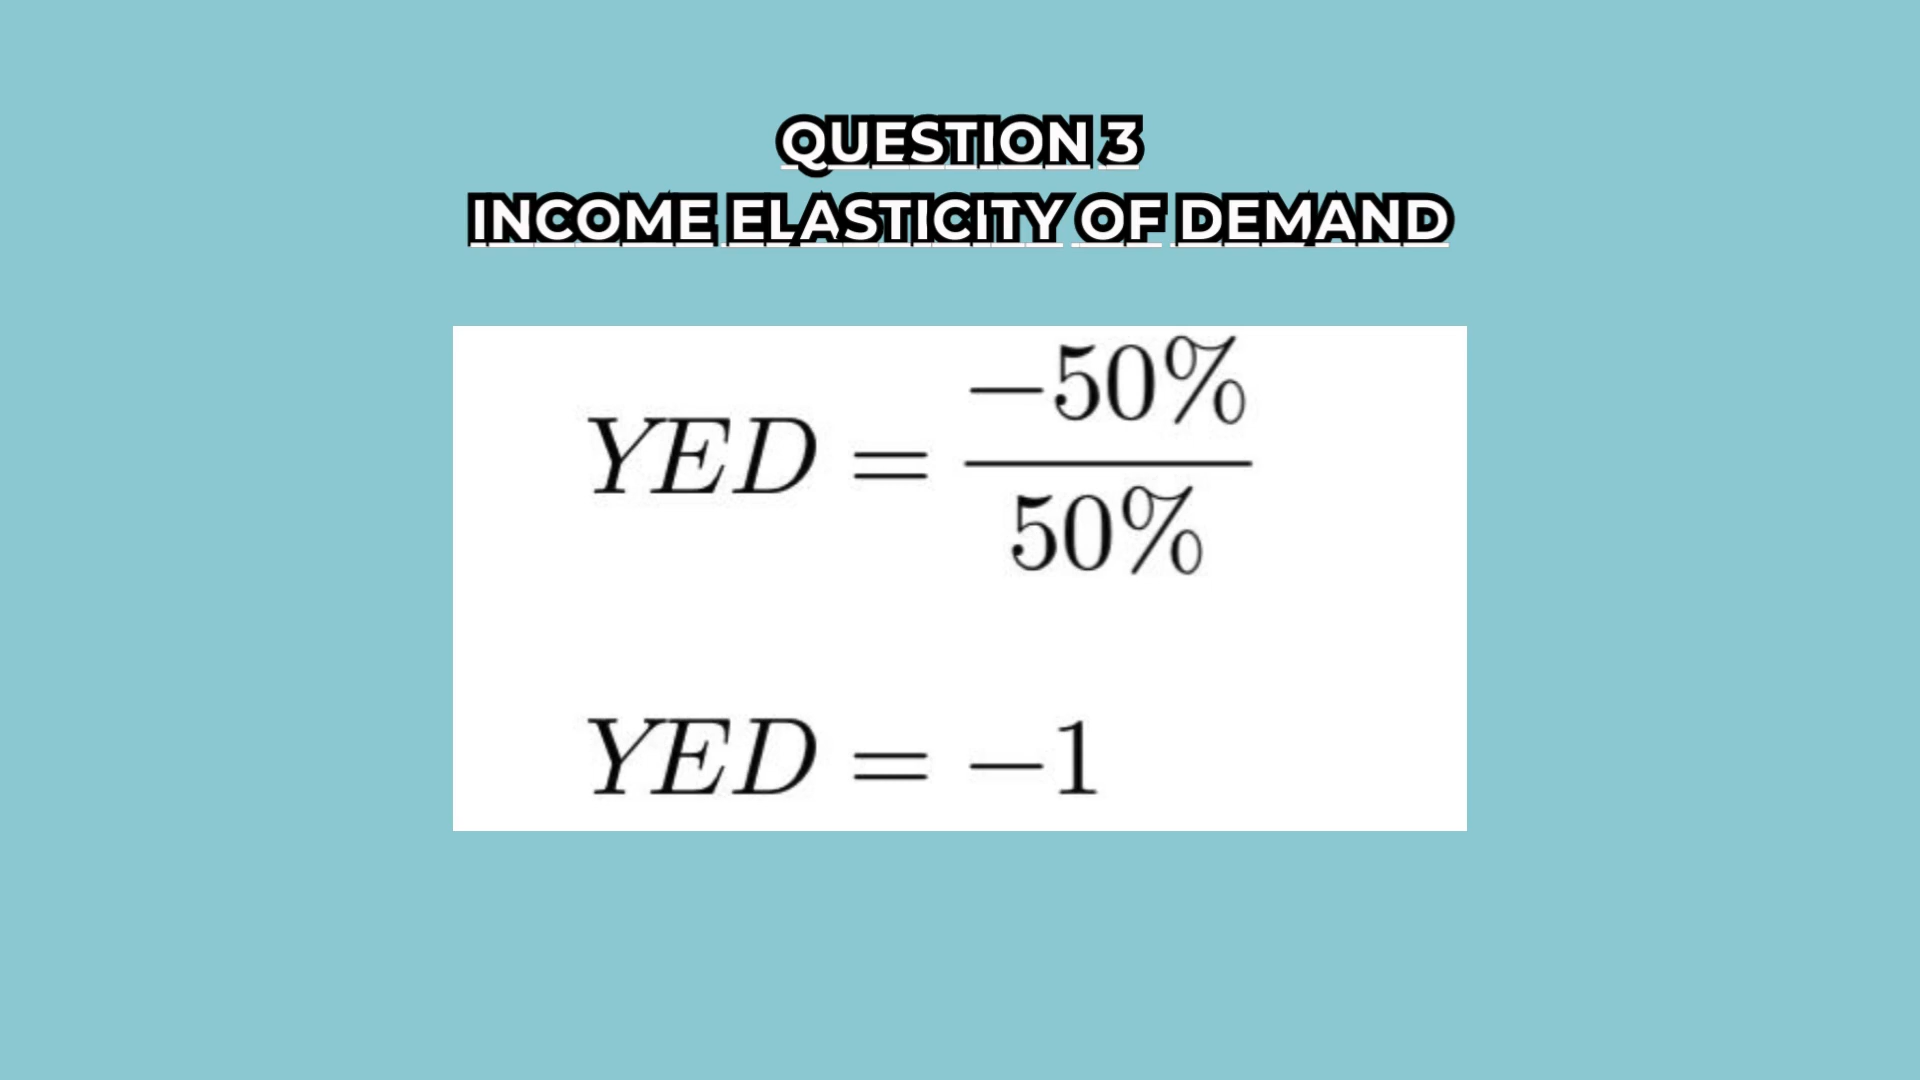 QUESTION 3
INCOME ELASTICITY OF DEMAND
YED = −50% / 50%
YED = −1